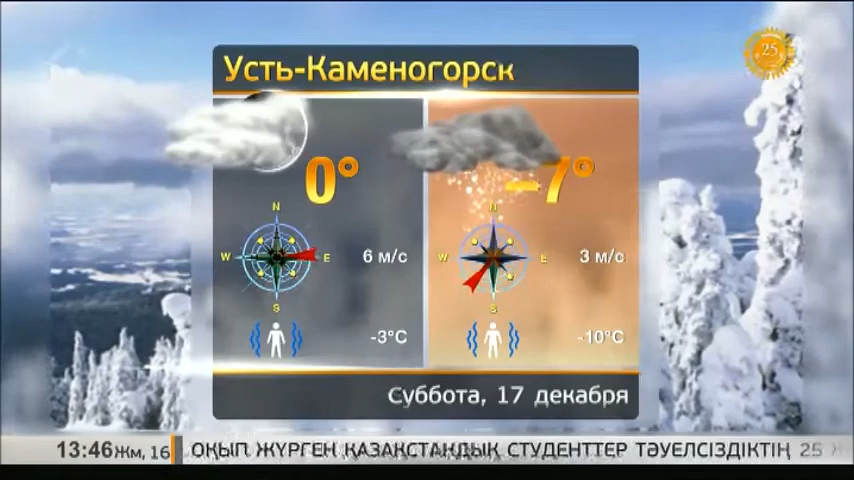 Усть-Каменогорск
25
0°
-7°
N
W
E
S
6 м/с
N
W
E
S
3 м/с
-3°C
-10°C
Суббота, 17 декабря
13:46 Жм, 16
ОҚЫП ЖҮРГЕН ҚАЗАҚСТАНДЫҚ СТУДЕНТТЕР ТӘУЕЛСІЗДІКТІҢ 25